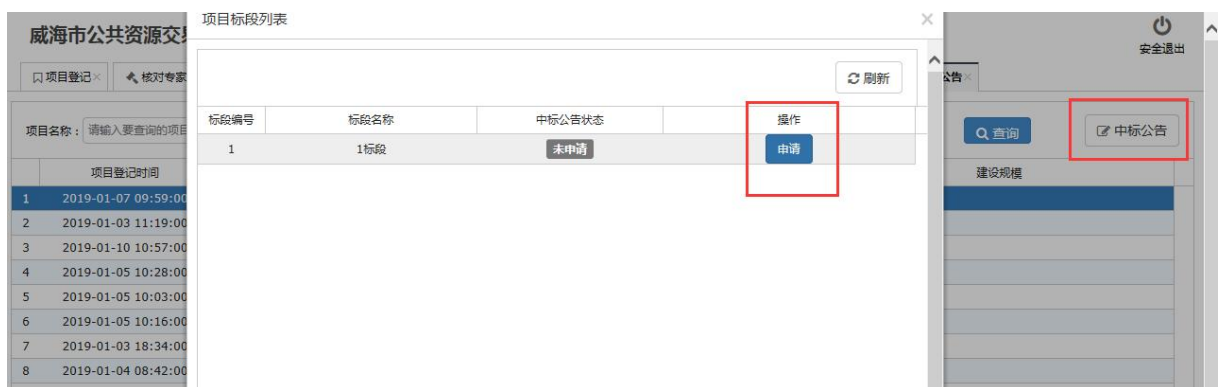 威海市公共资源交易
项目标段列表
安全退出
项目登记
核对专家
公告
刷新
项目名称：
请输入要查询的项目
查询
中标公告
标段编号 标段名称 中标公告状态 操作
1 1标段 未申请 申请
项目登记时间 建设规模
1 2019-01-07 09:59:00
2 2019-01-03 11:19:00
3 2019-01-10 10:57:00
4 2019-01-05 10:28:00
5 2019-01-05 10:03:00
6 2019-01-05 10:16:00
7 2019-01-03 18:34:00
8 2019-01-04 08:42:00